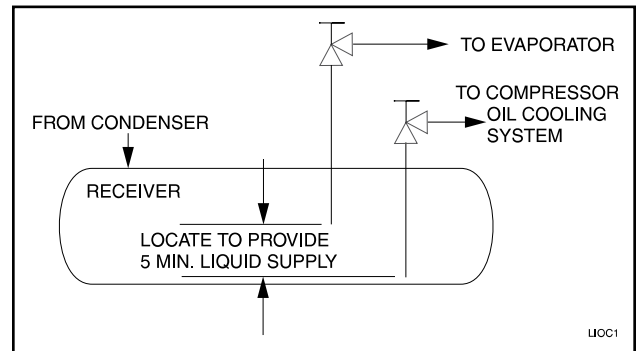 TO EVAPORATOR
TO COMPRESSOR
OIL COOLING
SYSTEM
FROM CONDENSER
RECEIVER
LOCATE TO PROVIDE
5 MIN. LIQUID SUPPLY
LIOC1